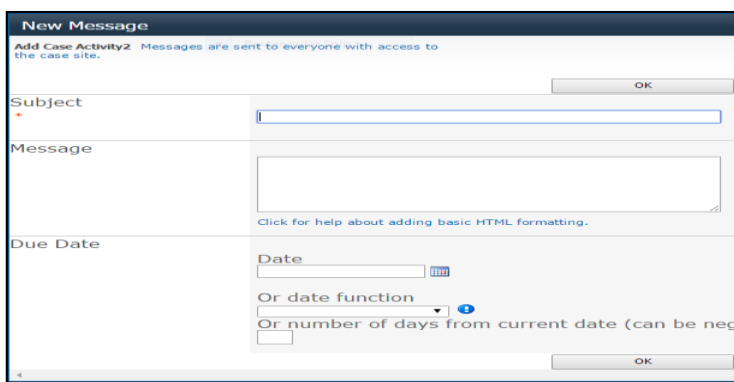 New Message
Add Case Activity2 Messages are sent to everyone with access to
the case site.
OK
Subject
*
Message
Click for help about adding basic HTML formatting.
Due Date
Date
Or date function
Or number of days from current date (can be neg
OK